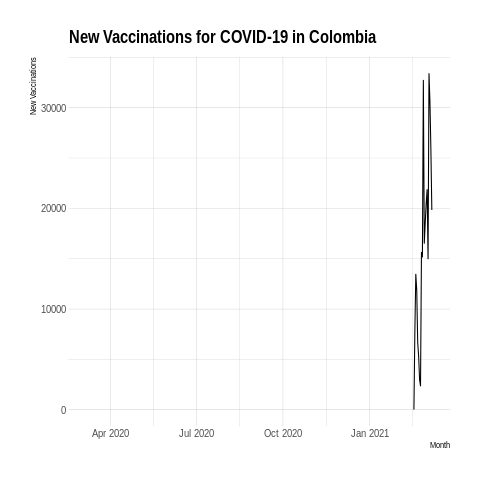 New Vaccinations for COVID-19 in Colombia
New Vaccinations
30000
20000
10000
0
Apr 2020 Jul 2020 Oct 2020 Jan 2021
Month